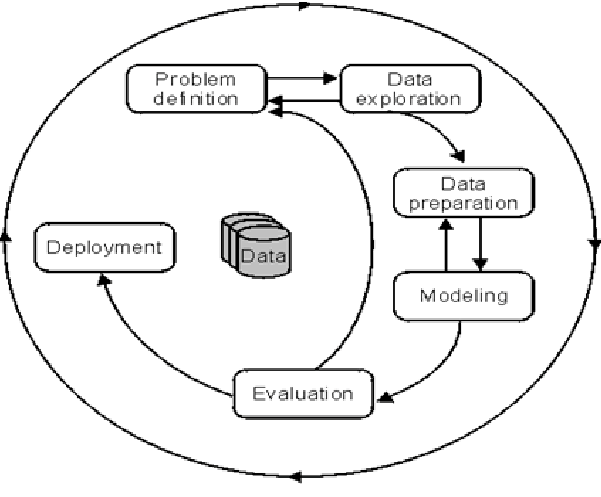 Problem
definition
Data
exploration
Data
preparation
Deployment
Data
Modeling
Evaluation